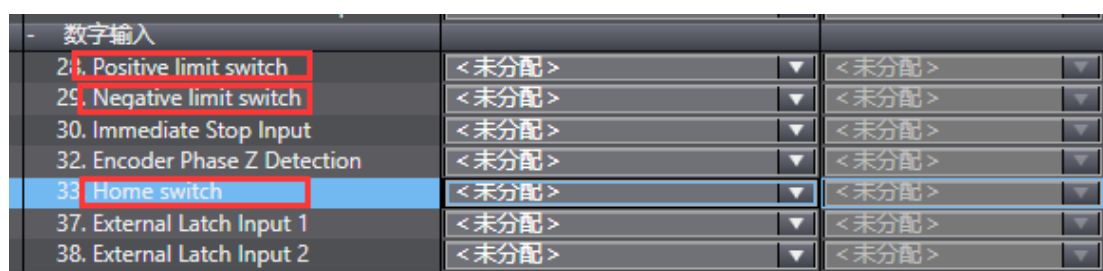 - 数字输入
28. Positive limit switch <未分配> <未分配>
29. Negative limit switch <未分配> <未分配>
30. Immediate Stop Input <未分配> <未分配>
32. Encoder Phase Z Detection <未分配> <未分配>
33. Home switch <未分配> <未分配>
37. External Latch Input 1 <未分配> <未分配>
38. External Latch Input 2 <未分配> <未分配>